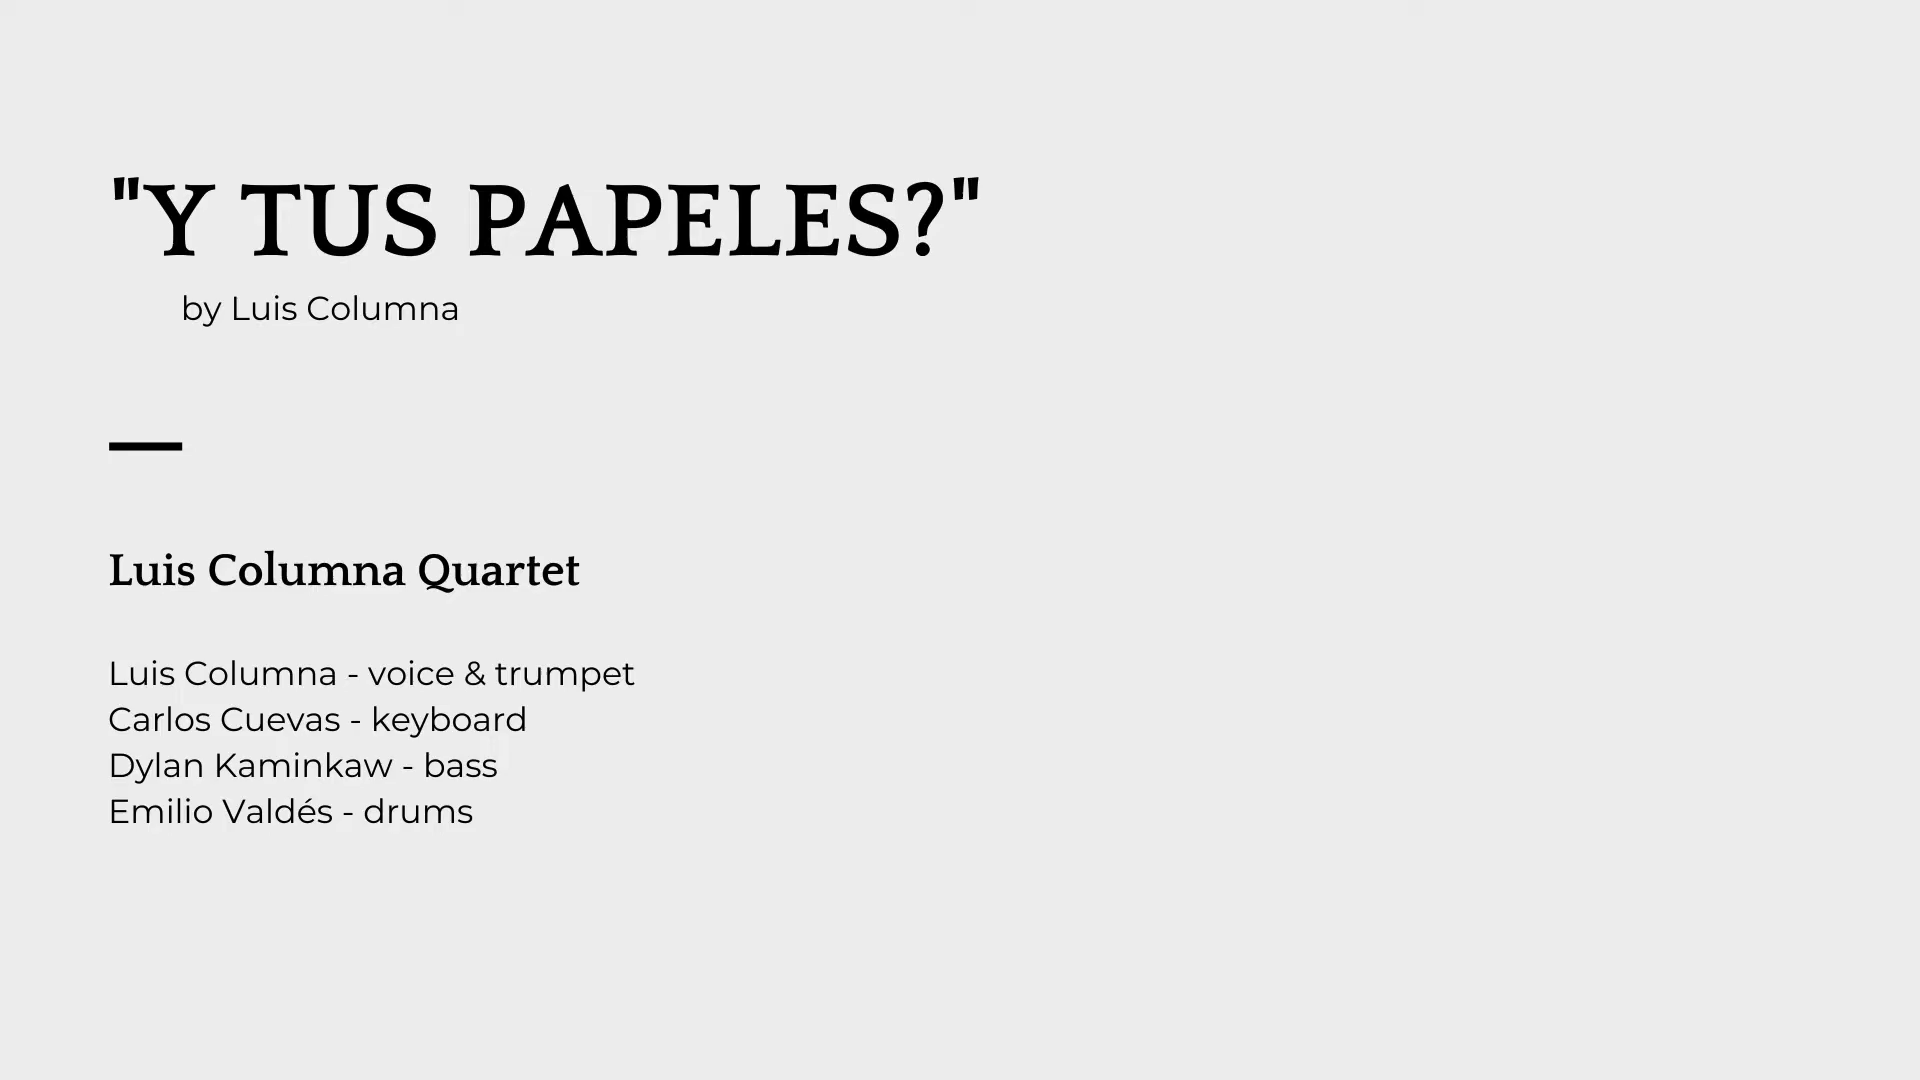 "Y TUS PAPELES?"
by Luis Columna
Luis Columna Quartet
Luis Columna - voice & trumpet
Carlos Cuevas - keyboard
Dylan Kaminkaw - bass
Emilio Valdés - drums